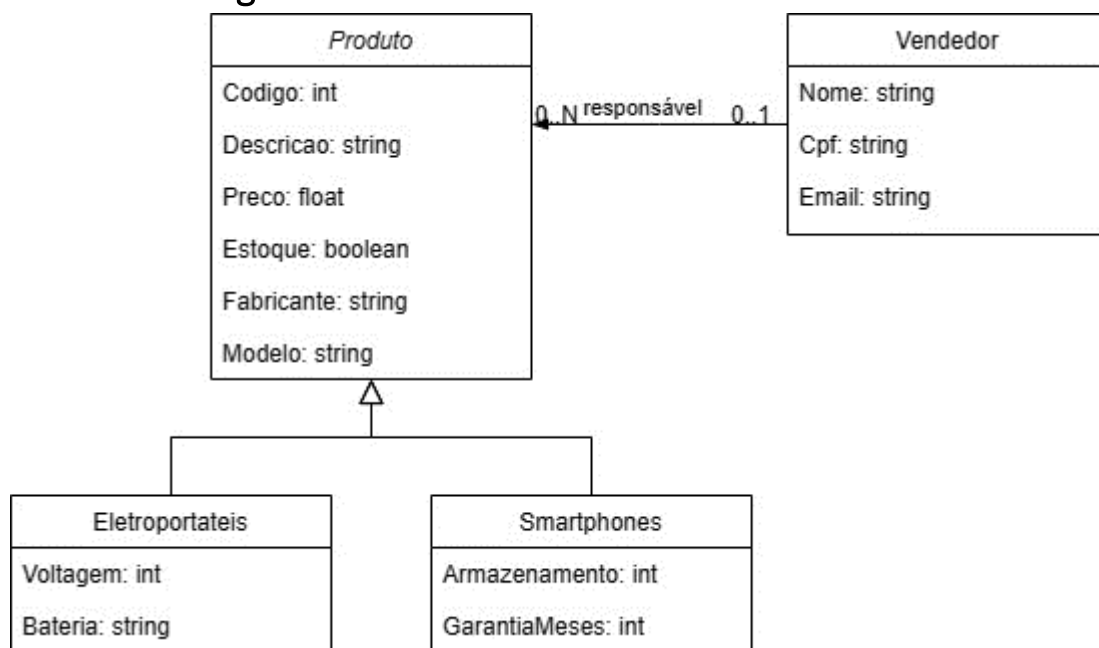 Produto
Codigo: int
Descricao: string
Preco: float
Estoque: boolean
Fabricante: string
Modelo: string
0..N responsável 0..1
Vendedor
Nome: string
Cpf: string
Email: string
Eletroportateis
Voltagem: int
Bateria: string
Smartphones
Armazenamento: int
GarantiaMeses: int